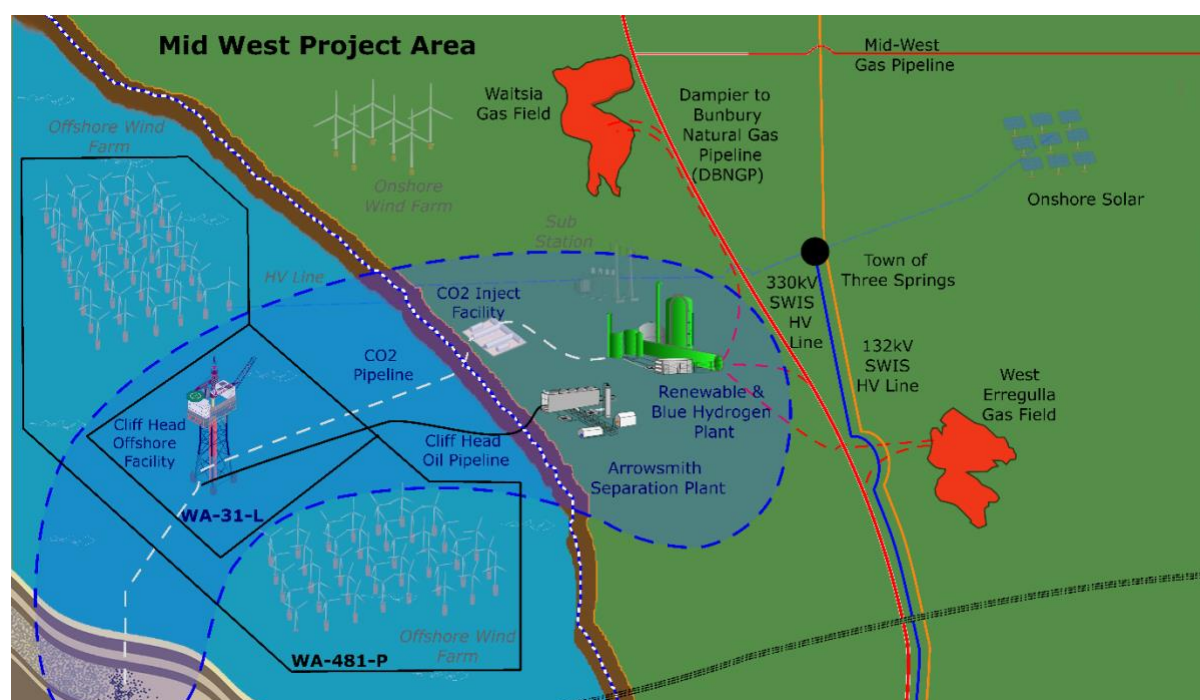 Mid West Project Area
Mid-West
Gas Pipeline
Waitsia
Gas Field
Dampier to
Bunbury
Natural Gas
Pipeline
(DBNGP)
Offshore Wind
Farm
Onshore
Wind Farm
Onshore Solar
Sub
Station
HV Line
Town of
Three Springs
CO2 Inject
Facility
330kV
SWIS
HV
Line
CO2
Pipeline
132kV
SWIS
HV Line
West
Erregulla
Gas Field
Renewable &
Blue Hydrogen
Plant
Cliff Head
Offshore
Facility
Cliff Head
Oil Pipeline
Arrowsmith
Separation Plant
WA-31-L
Offshore Wind
Farm
WA-481-P